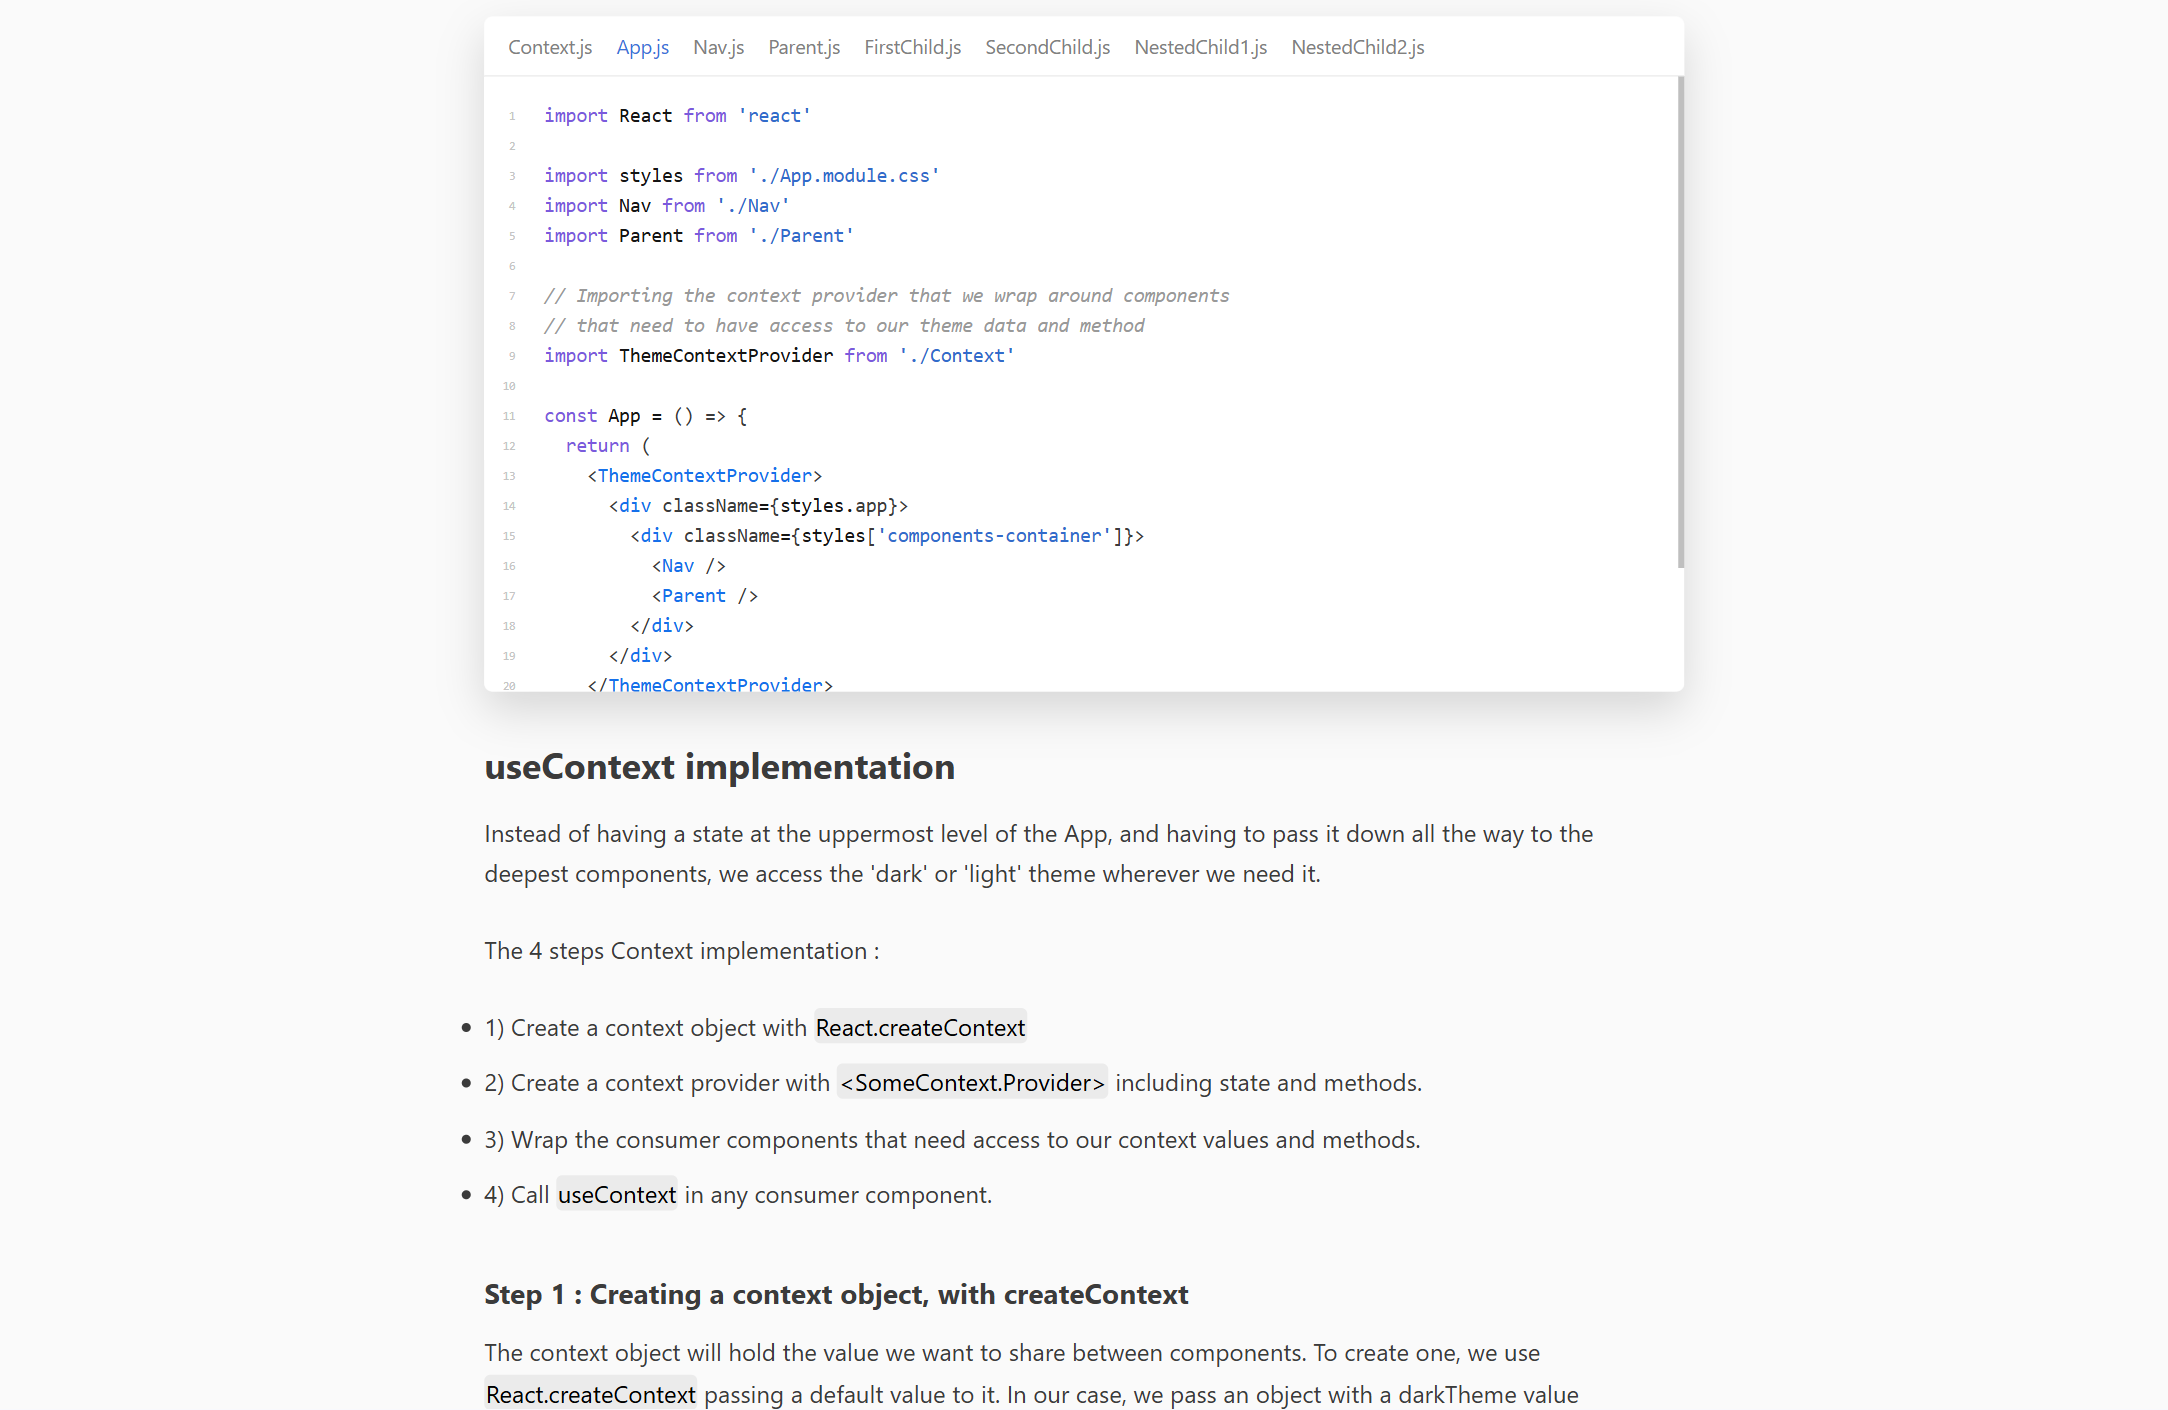 Context.js App.js Nav.js Parent.js FirstChild.js SecondChild.js NestedChild1.js NestedChild2.js
1 import React from 'react'
2
3 import styles from './App.module.css'
4 import Nav from './Nav'
5 import Parent from './Parent'
6
7 // Importing the context provider that we wrap around components
8 // that need to have access to our theme data and method
9 import ThemeContextProvider from './Context'
10
11 const App = () => {
12 return (
13 <ThemeContextProvider>
14 <div className={styles.app}>
15 <div className={styles['components-container']}>
16 <Nav />
17 <Parent />
18 </div>
19 </div>
20 </ThemeContextProvider>
useContext implementation
Instead of having a state at the uppermost level of the App, and having to pass it down all the way to the
deepest components, we access the 'dark' or 'light' theme wherever we need it.
The 4 steps Context implementation :
• 1) Create a context object with React.createContext
• 2) Create a context provider with <SomeContext.Provider> including state and methods.
• 3) Wrap the consumer components that need access to our context values and methods.
• 4) Call useContext in any consumer component.
Step 1 : Creating a context object, with createContext
The context object will hold the value we want to share between components. To create one, we use
React.createContext passing a default value to it. In our case, we pass an object with a darkTheme value